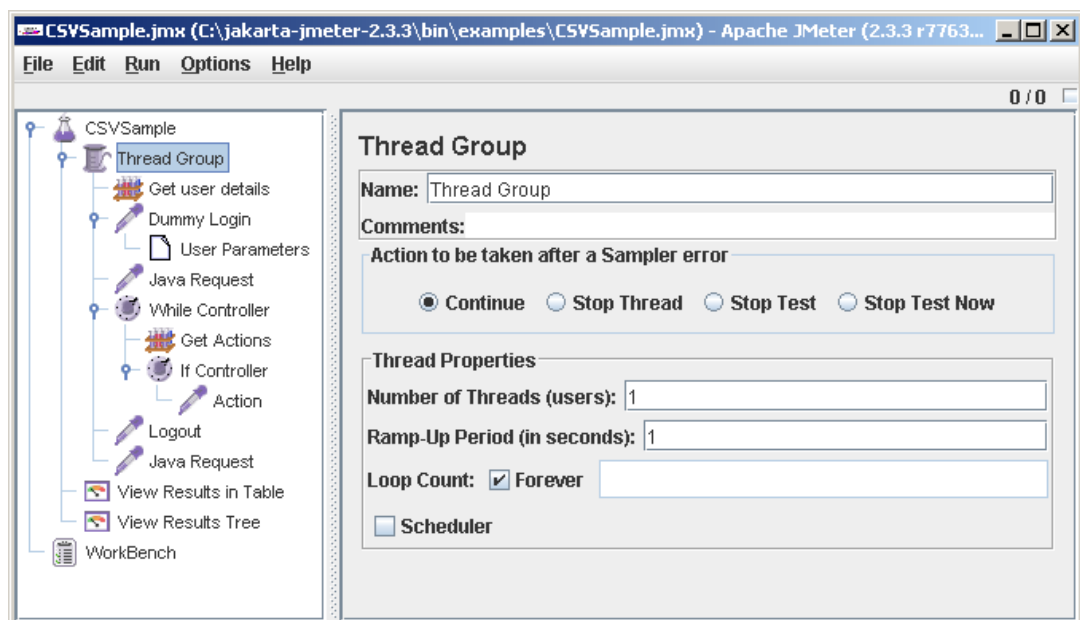 CSVSample.jmx (C:\jakarta-jmeter-2.3.3\bin\examples\CSVSample.jmx) - Apache JMeter (2.3.3 r7763...
File Edit Run Options Help
0 / 0
CSVSample
Thread Group
Get user details
Dummy Login
User Parameters
Java Request
While Controller
Get Actions
If Controller
Action
Logout
Java Request
View Results in Table
View Results Tree
WorkBench
Thread Group
Name: Thread Group
Comments:
Action to be taken after a Sampler error
Continue Stop Thread Stop Test Stop Test Now
Thread Properties
Number of Threads (users): 1
Ramp-Up Period (in seconds): 1
Loop Count: Forever
Scheduler